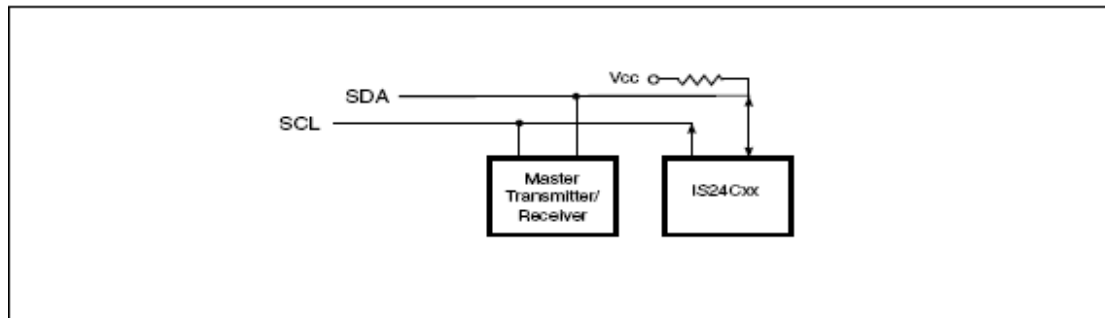 Vcc
SDA
SCL
Master
Transmitter/
Receiver
IS24Cxx